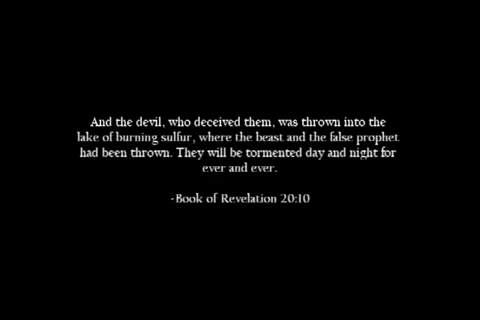 And the devil, who deceived them, was thrown into the
lake of burning sulfur, where the beast and the false prophet
had been thrown. They will be tormented day and night for
ever and ever.
-Book of Revelation 20:10